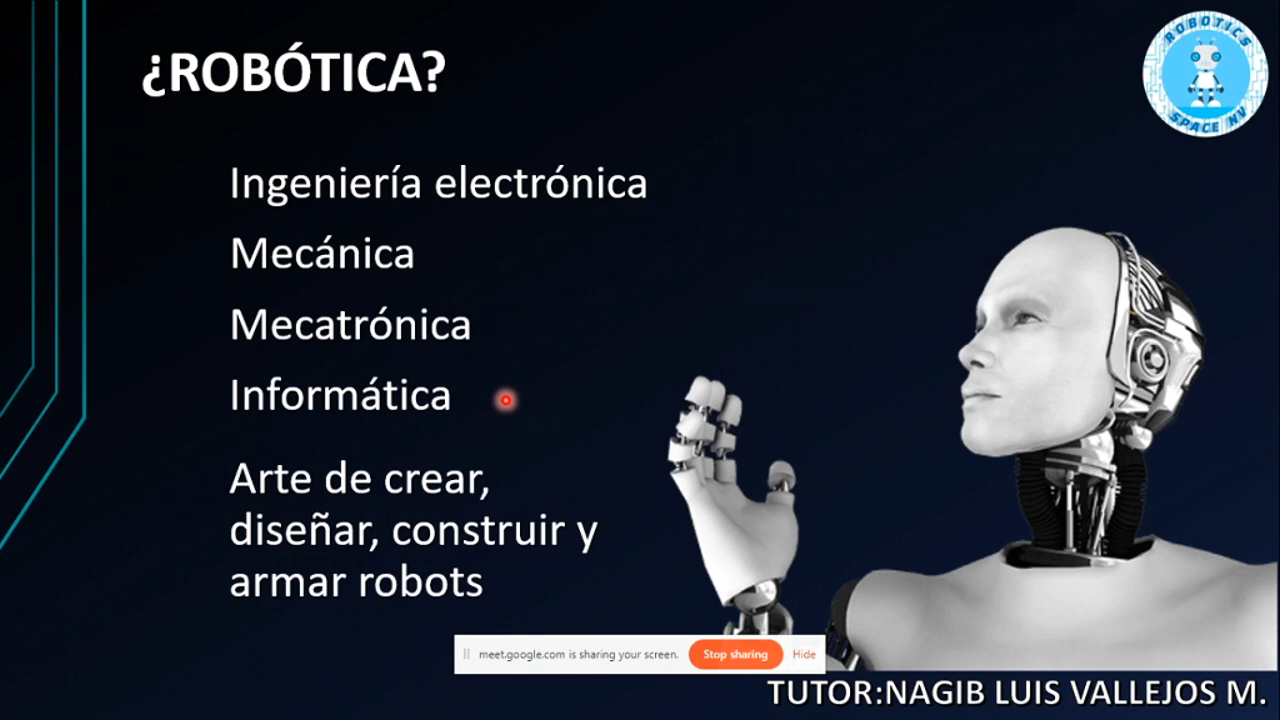 ¿ROBÓTICA?
ROBOTICS
SPACE NV
Ingeniería electrónica
Mecánica
Mecatrónica
Informática
Arte de crear,
diseñar, construir y
armar robots
meet.google.com is sharing your screen. Stop sharing Hide
TUTOR:NAGIB LUIS VALLEJOS M.